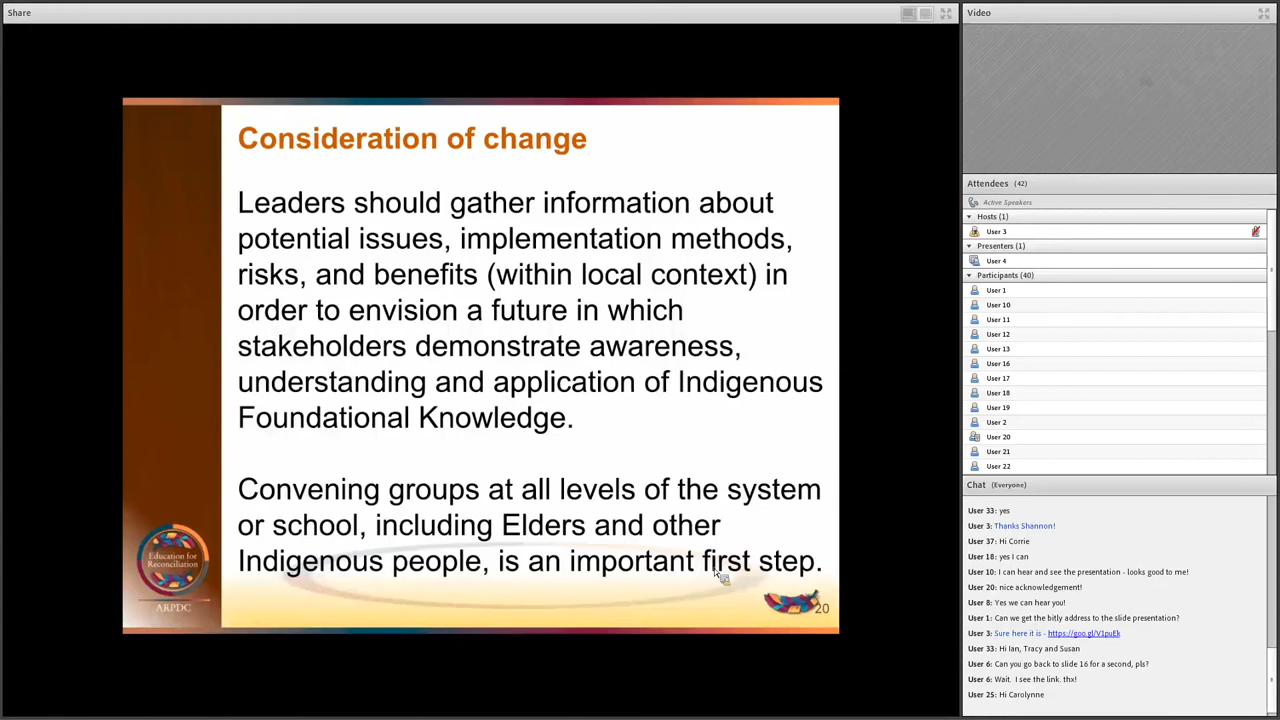 Share
Consideration of change
Leaders should gather information about
potential issues, implementation methods,
risks, and benefits (within local context) in
order to envision a future in which
stakeholders demonstrate awareness,
understanding and application of Indigenous
Foundational Knowledge.
Convening groups at all levels of the system
or school, including Elders and other
Indigenous people, is an important first step.
Education for
Reconciliation
ARPDC
20
Video
Attendees (42)
Active Speakers
Hosts (1)
User 3
Presenters (1)
User 4
Participants (40)
User 1
User 10
User 11
User 12
User 13
User 16
User 17
User 18
User 19
User 2
User 20
User 21
User 22
Chat (Everyone)
User 33: yes
User 3: Thanks Shannon!
User 37: Hi Corrie
User 18: yes I can
User 10: I can hear and see the presentation - looks good to me!
User 20: nice acknowledgement!
User 8: Yes we can hear you!
User 1: Can we get the bitly address to the slide presentation?
User 3: Sure here it is - https://goo.gl/V1puEk
User 33: Hi Ian, Tracy and Susan
User 6: Can you go back to slide 16 for a second, pls?
User 6: Wait. I see the link. thx!
User 25: Hi Carolynne